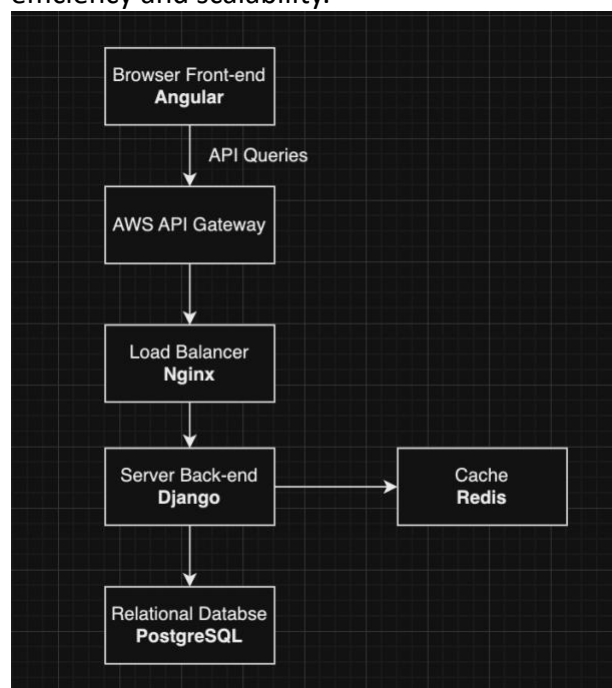 efficiency and scalability.
Browser Front-end
Angular
API Queries
AWS API Gateway
Load Balancer
Nginx
Server Back-end
Django
Cache
Redis
Relational Databse
PostgreSQL